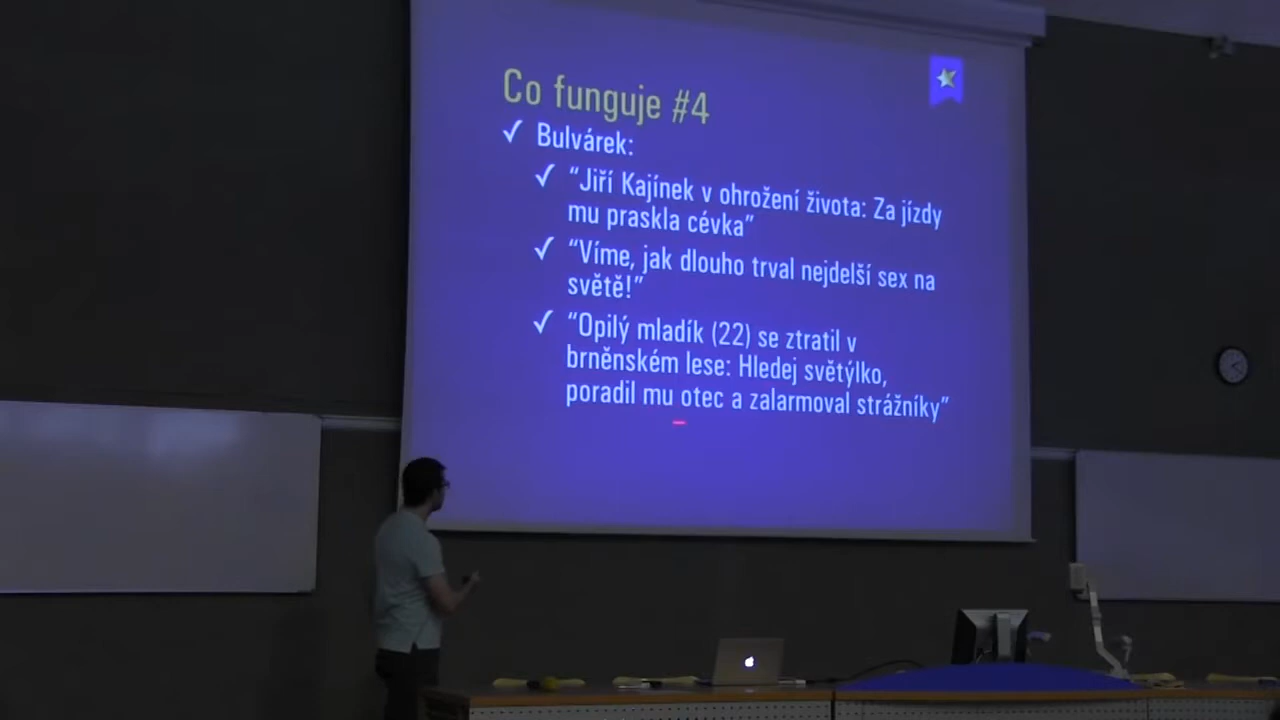 Co funguje #4
✓ Bulvárek:
✓ “Jiří Kajínek v ohrožení života: Za jízdy
mu praskla cévka”
✓ “Víme, jak dlouho trval nejdelší sex na
světě!”
✓ “Opilý mladík (22) se ztratil v
brněnském lese: Hledej světýlko,
poradil mu otec a zalarmoval strážníky”